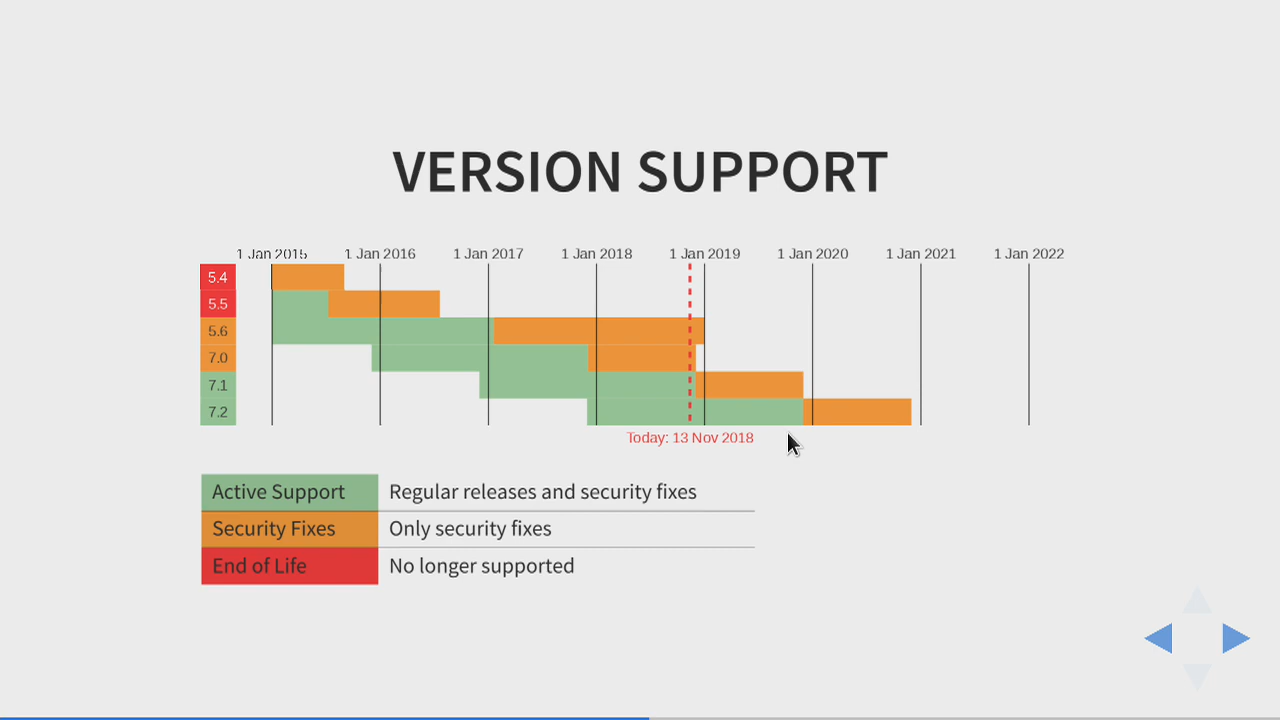 VERSION SUPPORT
1 Jan 2015 1 Jan 2016 1 Jan 2017 1 Jan 2018 1 Jan 2019 1 Jan 2020 1 Jan 2021 1 Jan 2022
5.4
5.5
5.6
7.0
7.1
7.2
Today: 13 Nov 2018
Active Support Regular releases and security fixes
Security Fixes Only security fixes
End of Life No longer supported